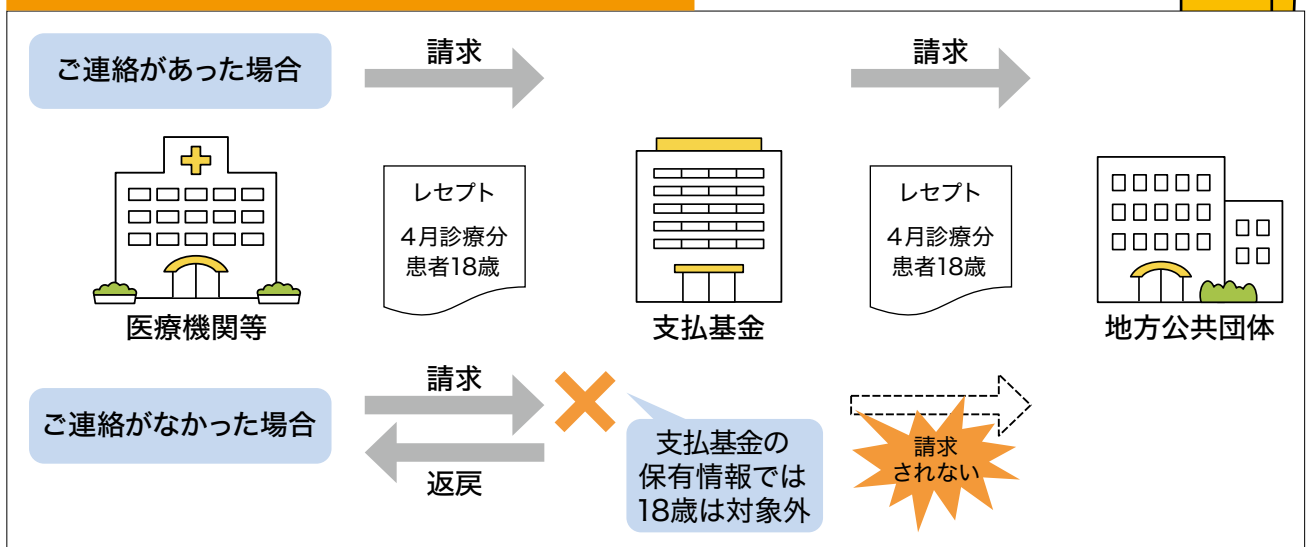 ご連絡があった場合
請求
請求
レセプト
4月診療分
患者18歳
レセプト
4月診療分
患者18歳
医療機関等
支払基金
地方公共団体
ご連絡がなかった場合
請求
返戻
支払基金の
保有情報では
18歳は対象外
請求
されない